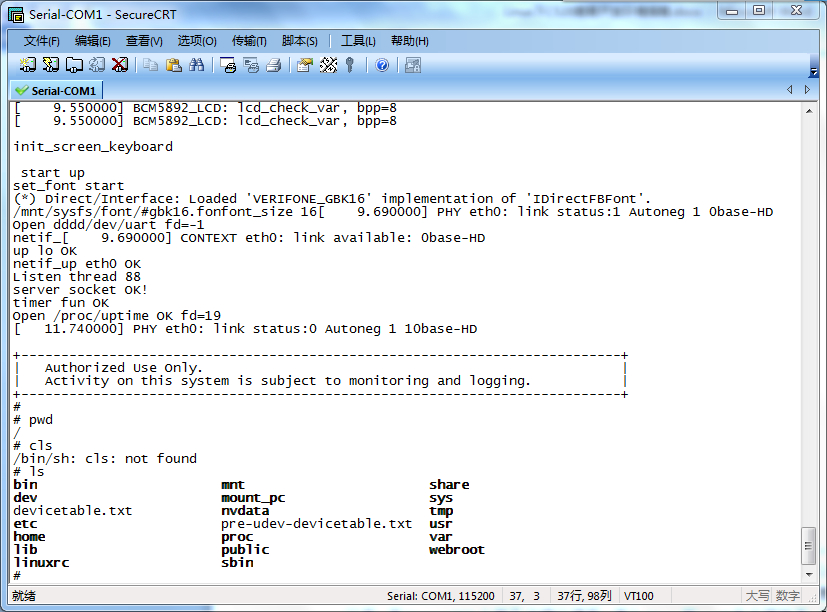 Serial-COM1 - SecureCRT
文件(F) 编辑(E) 查看(V) 选项(O) 传输(T) 脚本(S) 工具(L) 帮助(H)
Serial-COM1
[    9.550000] BCM5892_LCD: lcd_check_var, bpp=8
[    9.550000] BCM5892_LCD: lcd_check_var, bpp=8
init_screen_keyboard
 start up
set_font start
(*) Direct/Interface: Loaded 'VERIFONE_GBK16' implementation of 'IDirectFBFont'.
/mnt/sysfs/font/#gbk16.fonfont_size 16[    9.690000] PHY eth0: link status:1 Autoneg 1 0base-HD
Open dddd/dev/uart fd=-1
netif_[    9.690000] CONTEXT eth0: link available: 0base-HD
up lo OK
netif_up eth0 OK
Listen thread 88
server socket OK!
timer fun OK
Open /proc/uptime OK fd=19
[   11.740000] PHY eth0: link status:0 Autoneg 1 10base-HD
+--------------------------------------------------------------------------+
|   Authorized Use Only.                                                   |
|   Activity on this system is subject to monitoring and logging.          |
+--------------------------------------------------------------------------+
#
# pwd
/
# cls
/bin/sh: cls: not found
# ls
bin                       mnt                       share
dev                       mount_pc                  sys
devicetable.txt           nvdata                    tmp
etc                       pre-udev-devicetable.txt  usr
home                      proc                      var
lib                       public                    webroot
linuxrc                   sbin
#
就绪 Serial: COM1, 115200 37, 3 37行, 98列 VT100 大写 数字